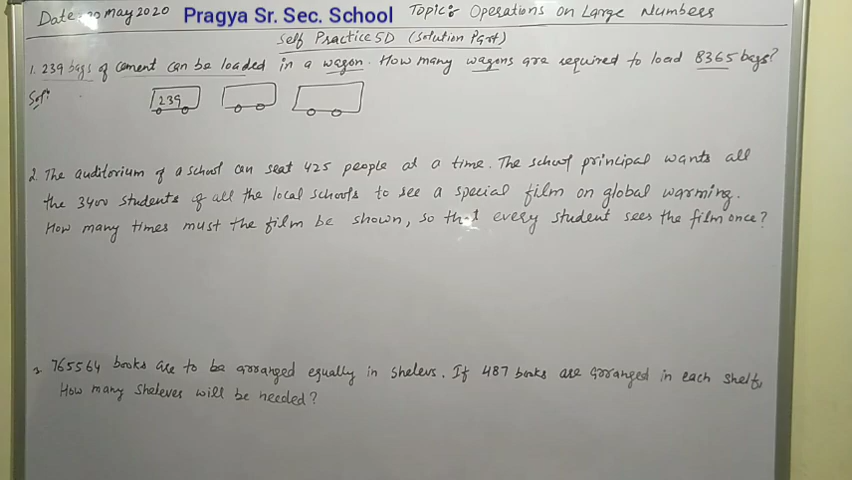 Date:- 20 May 2020 Pragya Sr. Sec. School Topic:- Operations on Large Numbers
Self Practice 5D (Solution Part)
1. 239 bags of cement can be loaded in a wagon. How many wagons are required to load 8365 bags?
Sol:
239
2. The auditorium of a school can seat 425 people at a time. The school principal wants all
the 3400 students of all the local schools to see a special film on global warming.
How many times must the film be shown, so that every student sees the film once?
765564 books are to be arranged equally in shelevs. If 487 books are arranged in each shelf,
How many sheleves will be needed?